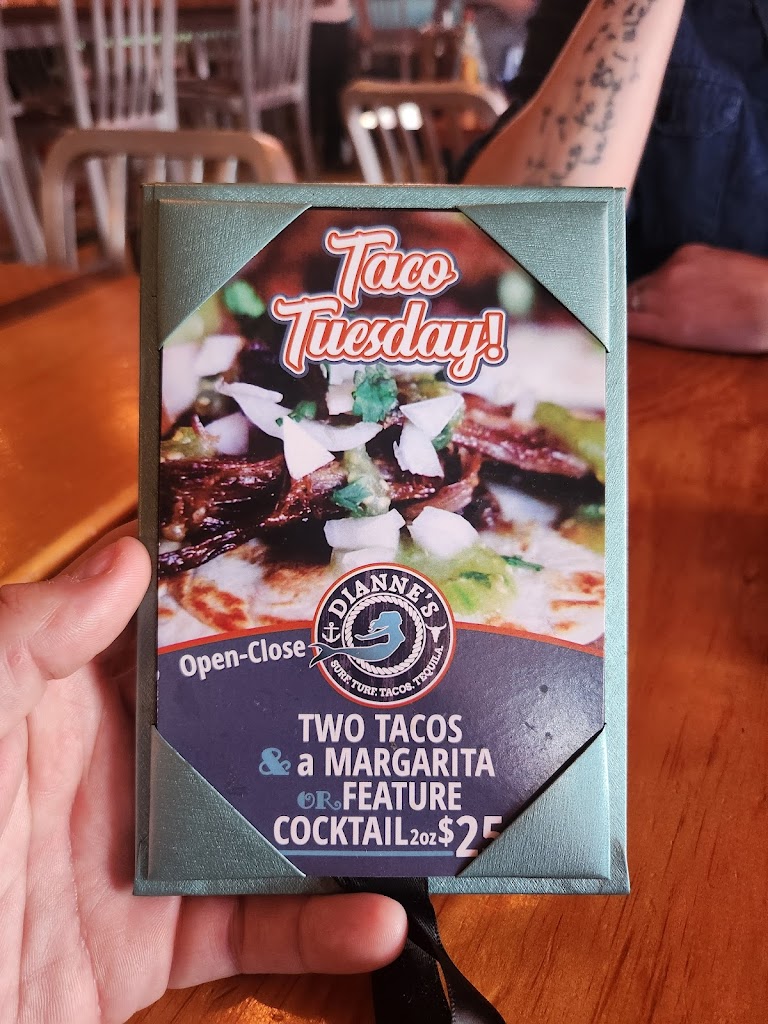 Taco
Tuesday!
Open-Close
DIANNE'S
SURF. TURF. TACOS. TEQUILA.
TWO TACOS
& a MARGARITA
OR FEATURE
COCKTAIL 2oz $25